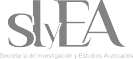 siyEA
Secretaría de Investigación y Estudios Avanzados